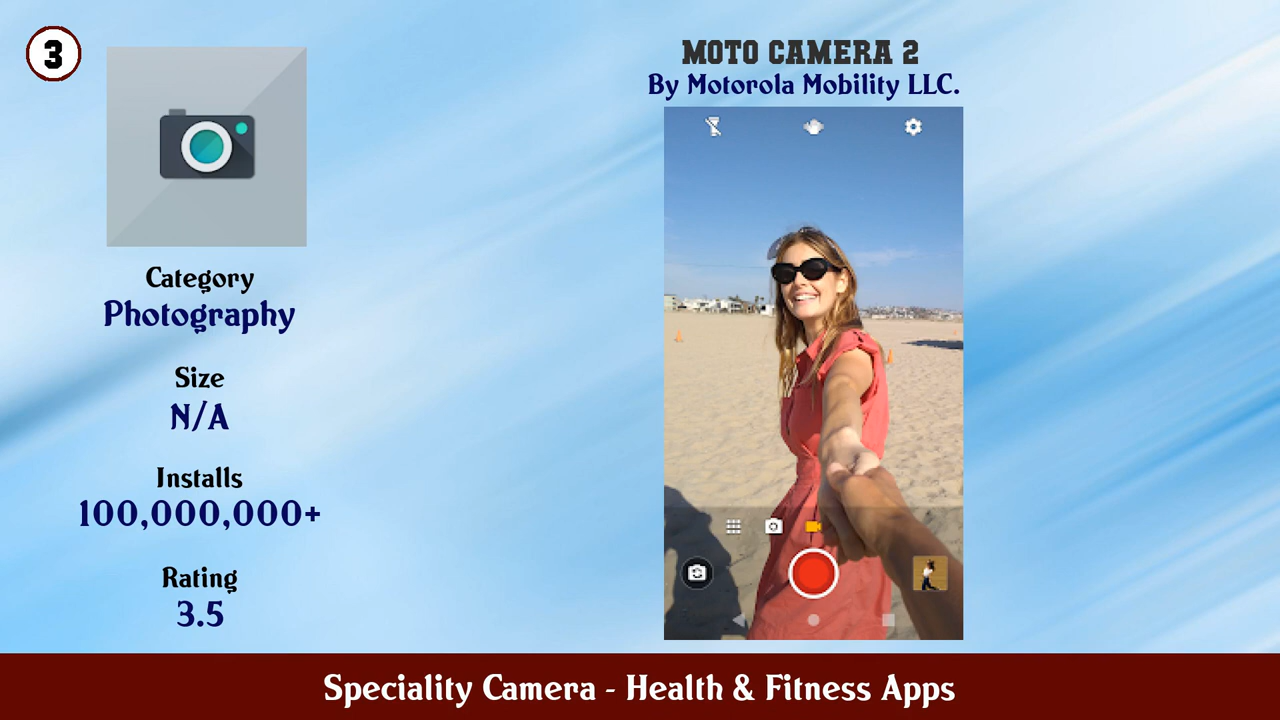 3
MOTO CAMERA 2
By Motorola Mobility LLC.
Category
Photography
Size
N/A
Installs
100,000,000+
Rating
3.5
Speciality Camera - Health & Fitness Apps